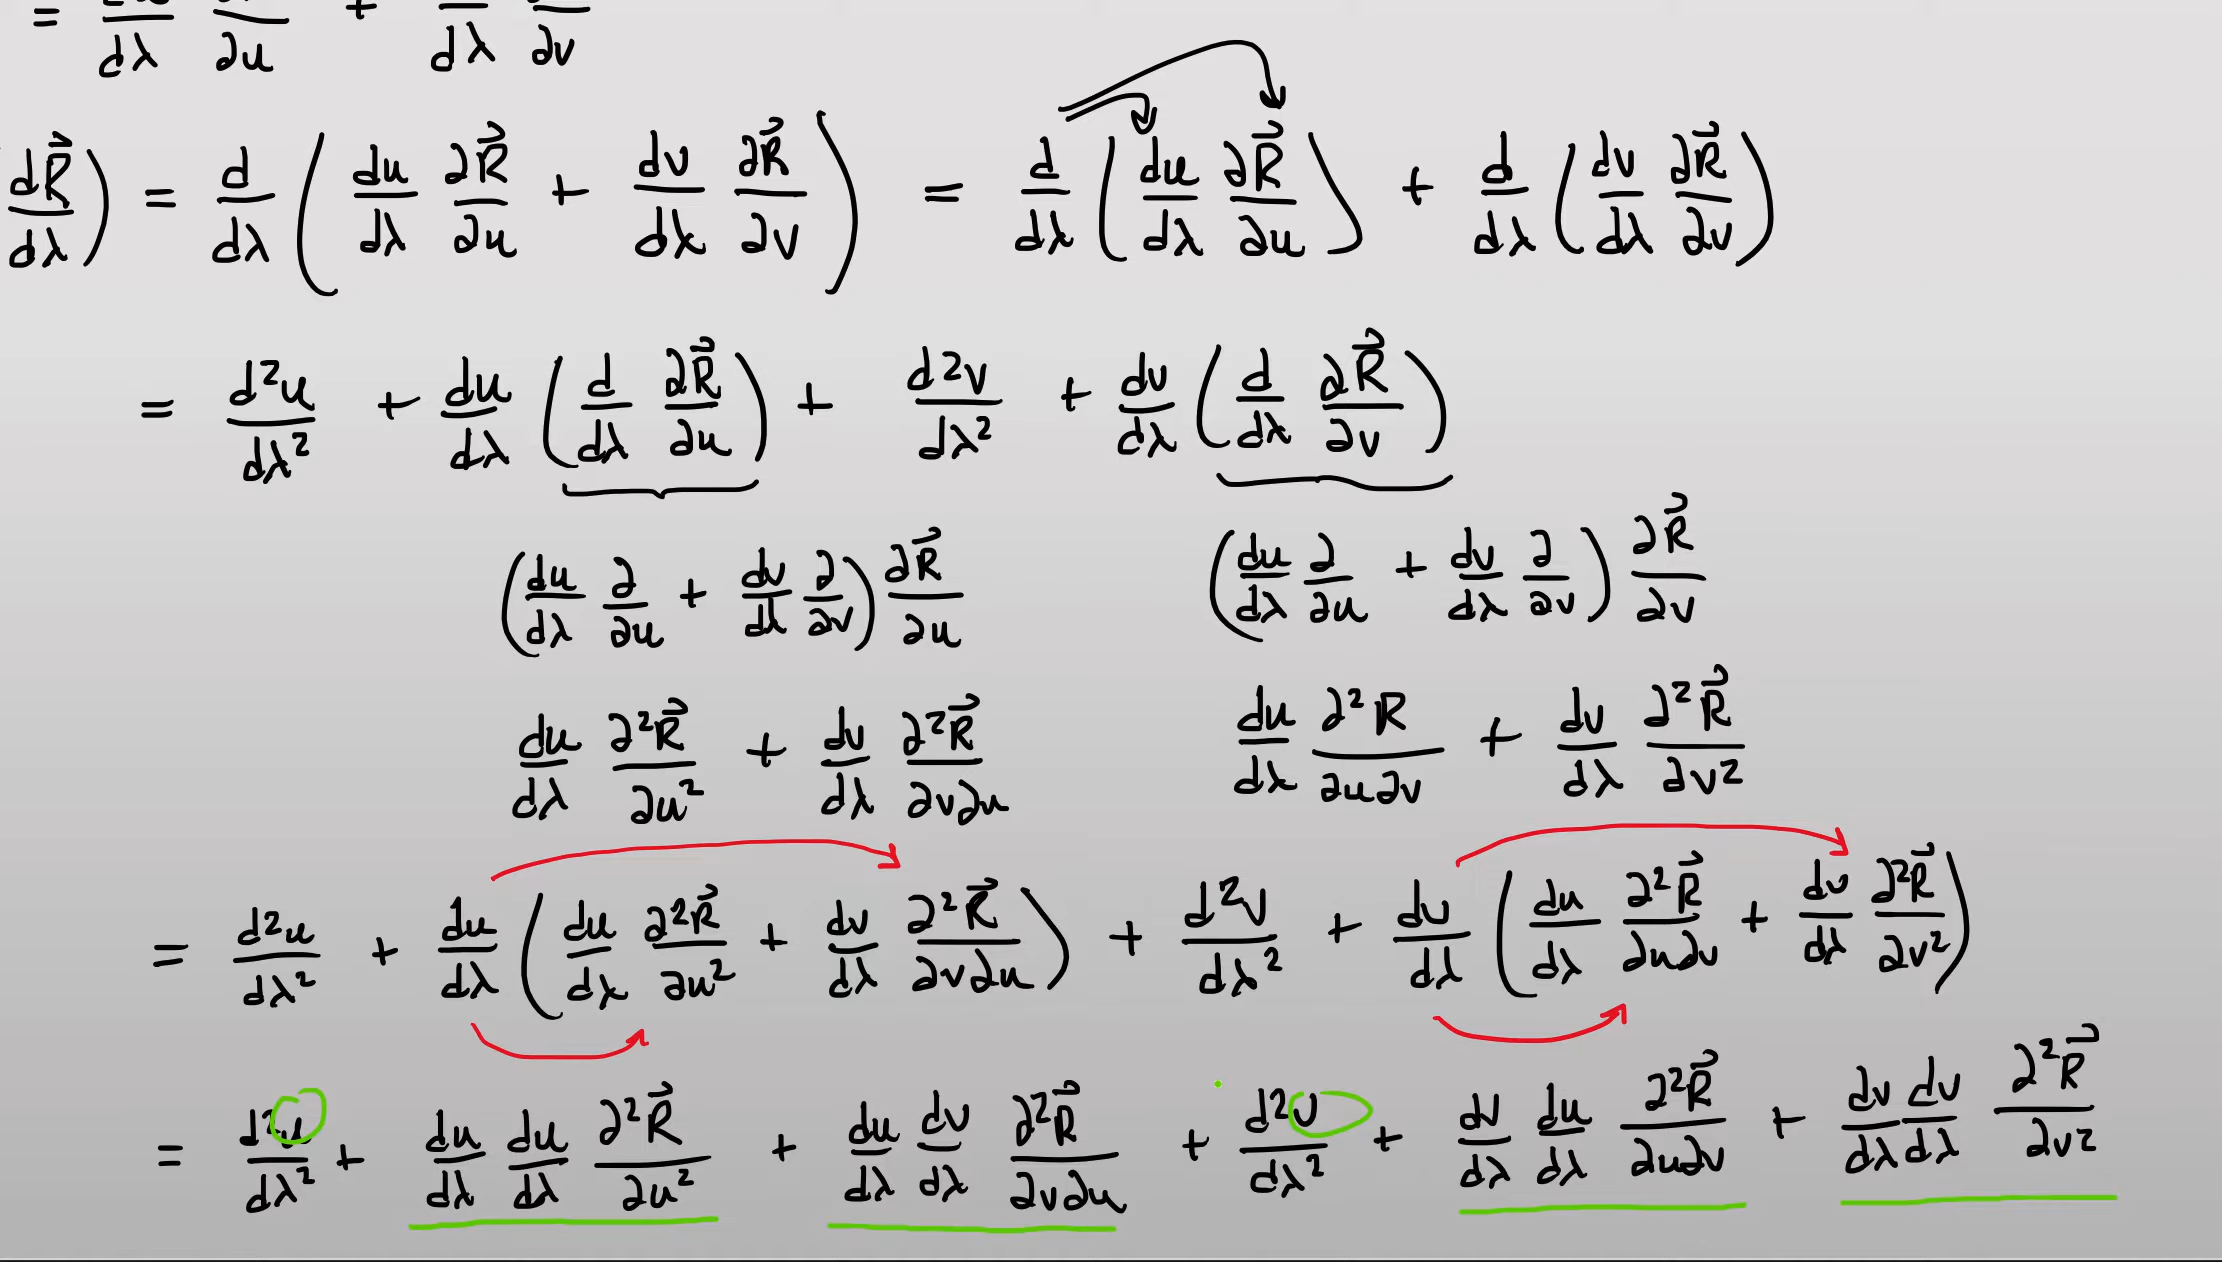 = d/dλ ∂u + dλ ∂v
dR⃗/dλ) = d/dλ (du/dλ ∂R⃗/∂u + dv/dλ ∂R⃗/∂v) = d/dλ (du/dλ ∂R⃗/∂u) + d/dλ (dv/dλ ∂R⃗/∂v)
= d²u/dλ² + du/dλ (d/dλ ∂R⃗/∂u) + d²v/dλ² + dv/dλ (d/dλ ∂R⃗/∂v)
(du/dλ ∂/∂u + dv/dλ ∂/∂v) ∂R⃗/∂u (du/dλ ∂/∂u + dv/dλ ∂/∂v) ∂R⃗/∂v
du/dλ ∂²R⃗/∂u² + dv/dλ ∂²R⃗/∂v∂u du/dλ ∂²R/∂u∂v + dv/dλ ∂²R⃗/∂v²
= d²u/dλ² + du/dλ (du/dλ ∂²R⃗/∂u² + dv/dλ ∂²R⃗/∂v∂u) + d²v/dλ² + dv/dλ (du/dλ ∂²R⃗/∂u∂v + dv/dλ ∂²R⃗/∂v²)
= d²u/dλ² + du/dλ du/dλ ∂²R⃗/∂u² + du/dλ dv/dλ ∂²R⃗/∂v∂u + d²v/dλ² + dv/dλ du/dλ ∂²R⃗/∂u∂v + dv/dλ dv/dλ ∂²R⃗/∂v²